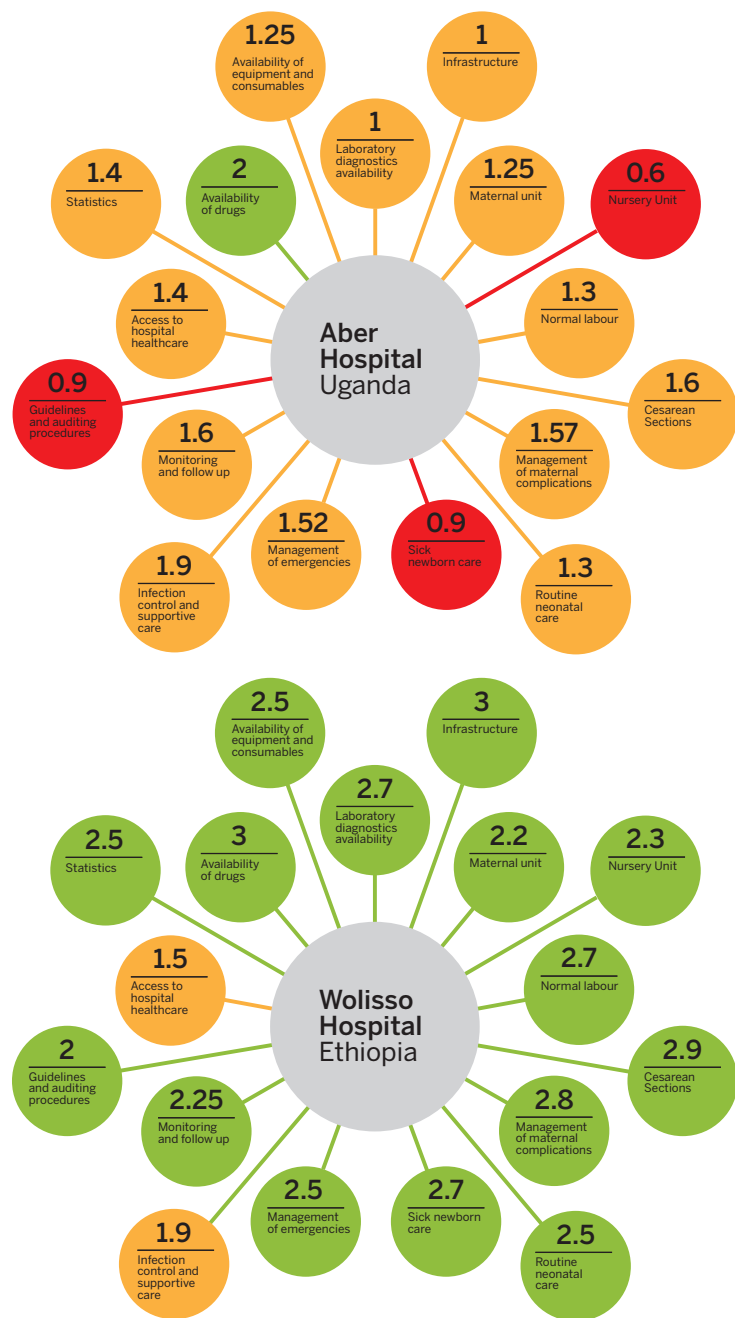 1.25
Availability of
equipment and
consumables
1
Infrastructure
1
Laboratory
diagnostics
availability
1.4
Statistics
2
Availability
of drugs
1.25
Maternal unit
0.6
Nursery Unit
1.4
Access to
hospital
healthcare
1.3
Normal labour
Aber
Hospital
Uganda
0.9
Guidelines
and auditing
procedures
1.6
Cesarean
Sections
1.6
Monitoring
and follow up
1.57
Management
of maternal
complications
1.52
Management
of emergencies
0.9
Sick
newborn care
1.9
Infection
control and
supportive
care
1.3
Routine
neonatal
care
2.5
Availability of
equipment and
consumables
3
Infrastructure
2.7
Laboratory
diagnostics
availability
2.5
Statistics
3
Availability
of drugs
2.2
Maternal unit
2.3
Nursery Unit
1.5
Access to
hospital
healthcare
2.7
Normal labour
Wolisso
Hospital
Ethiopia
2
Guidelines
and auditing
procedures
2.9
Cesarean
Sections
2.25
Monitoring
and follow up
2.8
Management
of maternal
complications
2.5
Management
of emergencies
2.7
Sick newborn
care
1.9
Infection
control and
supportive
care
2.5
Routine
neonatal
care